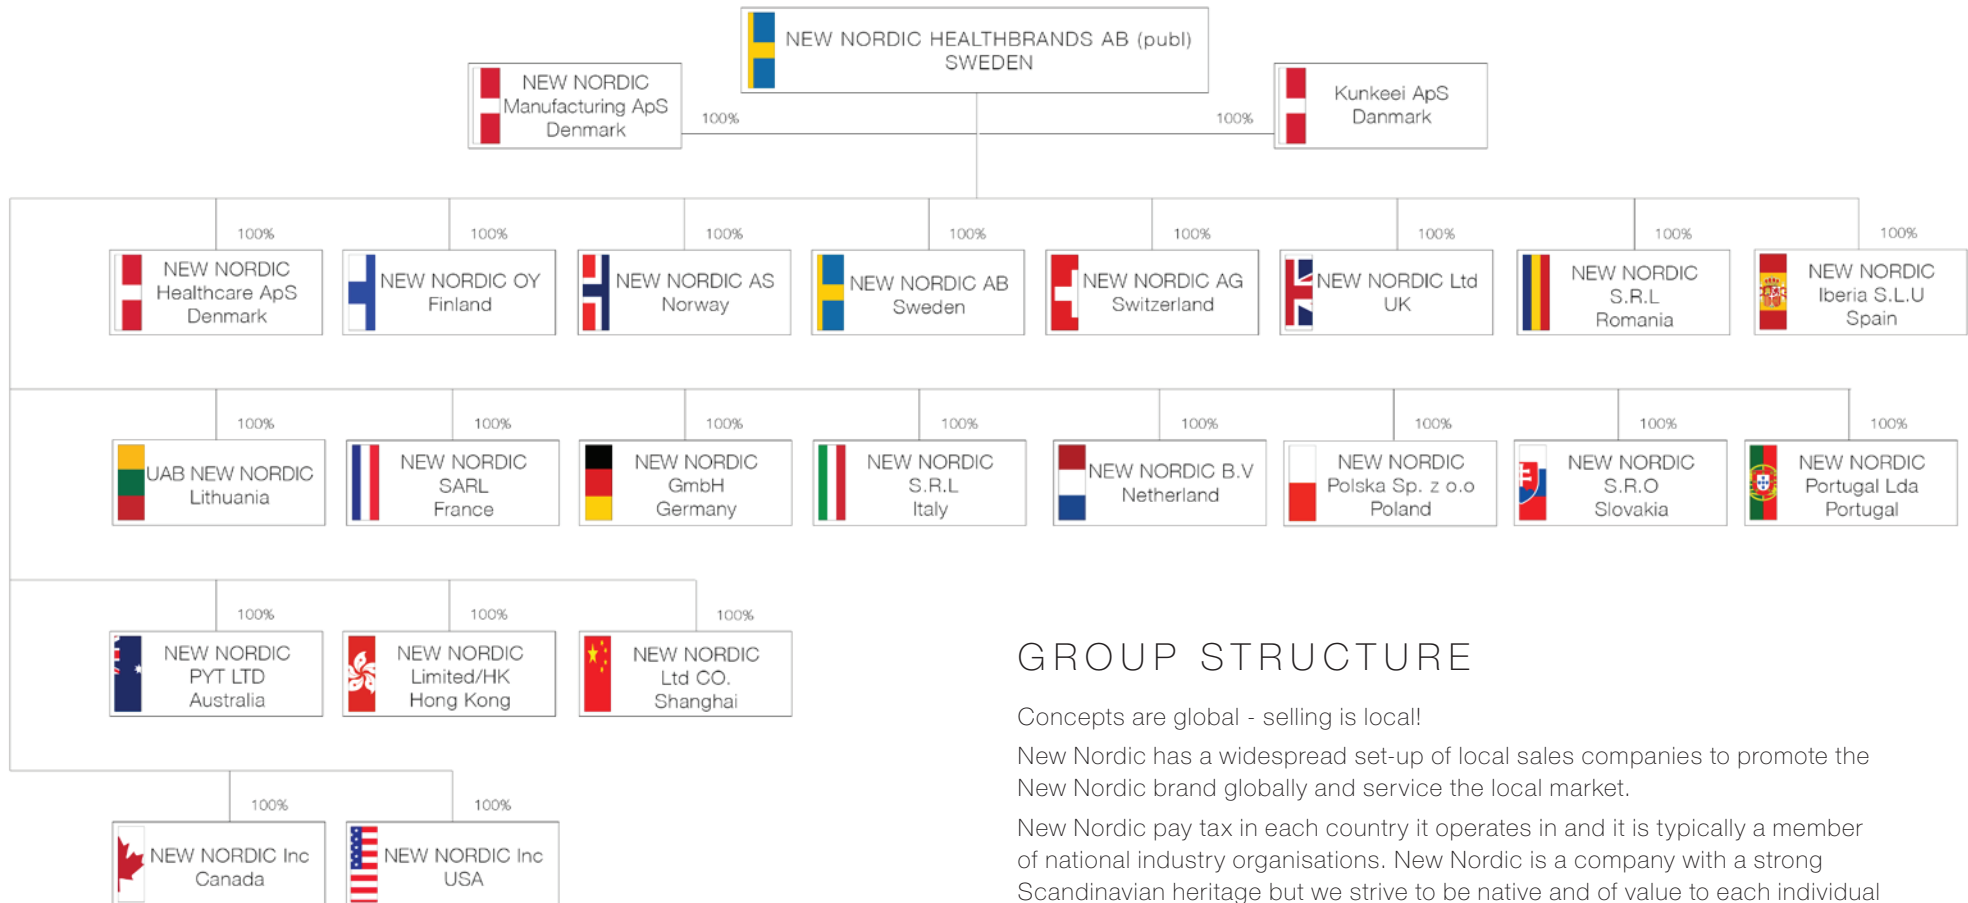 NEW NORDIC HEALTHBRANDS AB (publ)
SWEDEN
NEW NORDIC
Manufacturing ApS
Denmark
100%
100%
Kunkeei ApS
Danmark
100%
NEW NORDIC
Healthcare ApS
Denmark
100%
NEW NORDIC OY
Finland
100%
NEW NORDIC AS
Norway
100%
NEW NORDIC AB
Sweden
100%
NEW NORDIC AG
Switzerland
100%
NEW NORDIC Ltd
UK
100%
NEW NORDIC
S.R.L
Romania
100%
NEW NORDIC
Iberia S.L.U
Spain
100%
UAB NEW NORDIC
Lithuania
100%
NEW NORDIC
SARL
France
100%
NEW NORDIC
GmbH
Germany
100%
NEW NORDIC
S.R.L
Italy
100%
NEW NORDIC B.V
Netherland
100%
NEW NORDIC
Polska Sp. z o.o
Poland
100%
NEW NORDIC
S.R.O
Slovakia
100%
NEW NORDIC
Portugal Lda
Portugal
100%
NEW NORDIC
PYT LTD
Australia
100%
NEW NORDIC
Limited/HK
Hong Kong
100%
NEW NORDIC
Ltd CO.
Shanghai
100%
NEW NORDIC Inc
Canada
100%
NEW NORDIC Inc
USA
GROUP STRUCTURE
Concepts are global - selling is local!
New Nordic has a widespread set-up of local sales companies to promote the
New Nordic brand globally and service the local market.
New Nordic pay tax in each country it operates in and it is typically a member
of national industry organisations. New Nordic is a company with a strong
Scandinavian heritage but we strive to be native and of value to each individual